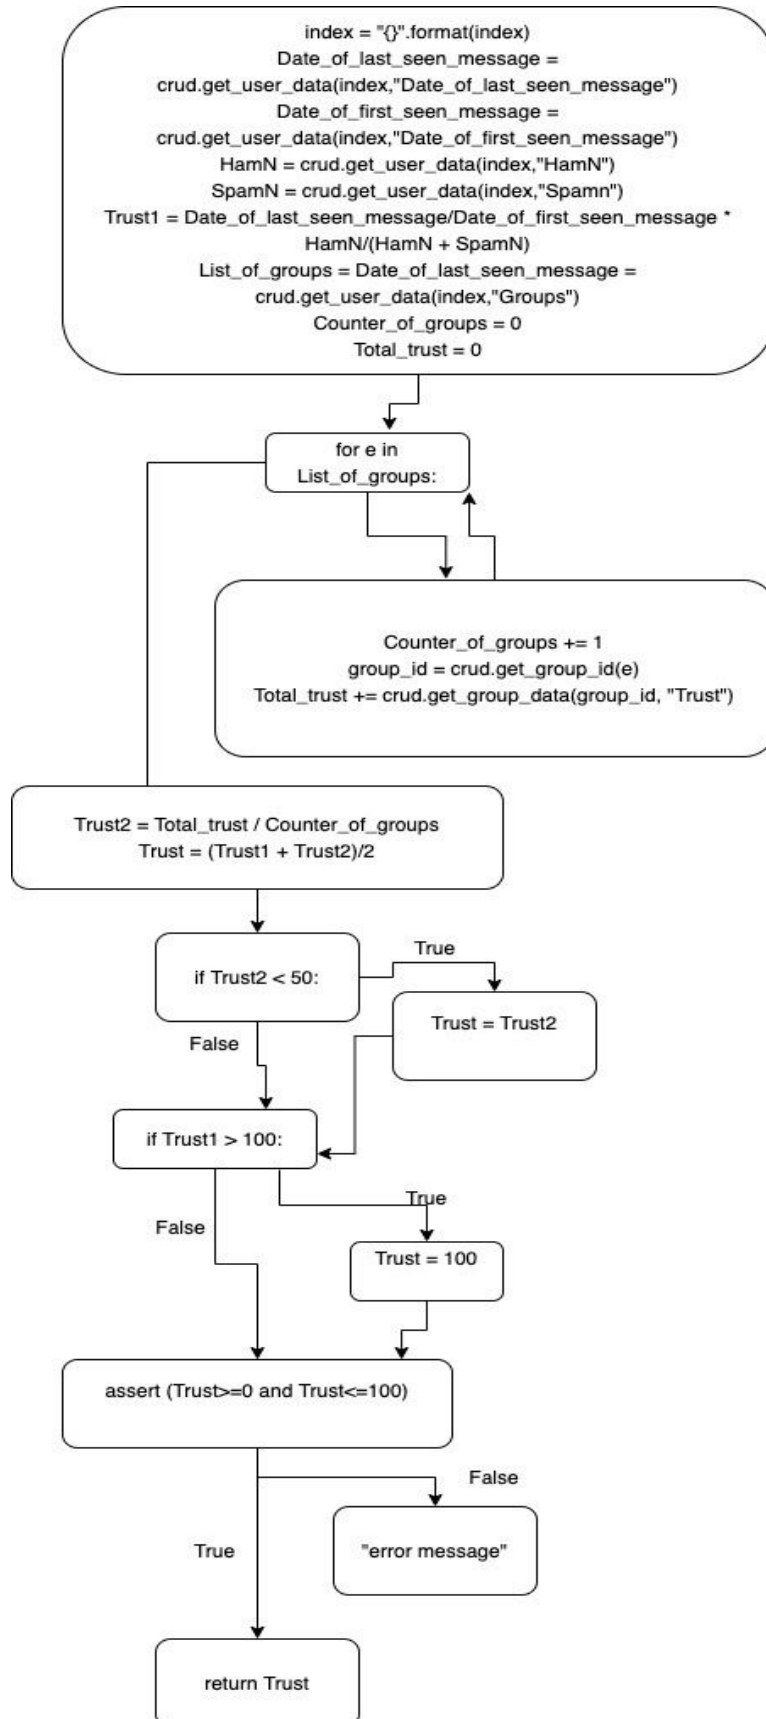 index = "{}".format(index)
Date_of_last_seen_message =
crud.get_user_data(index,"Date_of_last_seen_message")
Date_of_first_seen_message =
crud.get_user_data(index,"Date_of_first_seen_message")
HamN = crud.get_user_data(index,"HamN")
SpamN = crud.get_user_data(index,"Spamn")
Trust1 = Date_of_last_seen_message/Date_of_first_seen_message *
HamN/(HamN + SpamN)
List_of_groups = Date_of_last_seen_message =
crud.get_user_data(index,"Groups")
Counter_of_groups = 0
Total_trust = 0
for e in
List_of_groups:
Counter_of_groups += 1
group_id = crud.get_group_id(e)
Total_trust += crud.get_group_data(group_id, "Trust")
Trust2 = Total_trust / Counter_of_groups
Trust = (Trust1 + Trust2)/2
if Trust2 < 50:
True
Trust = Trust2
False
if Trust1 > 100:
True
False
Trust = 100
assert (Trust>=0 and Trust<=100)
False
"error message"
True
return Trust